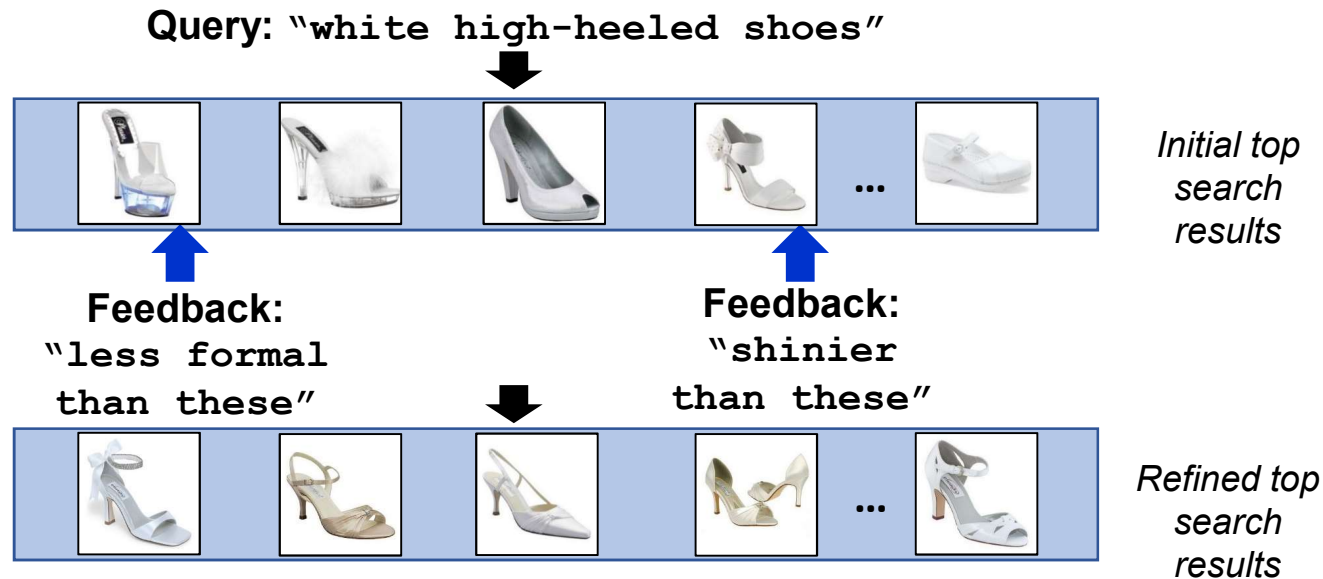 Query: “white high-heeled shoes”
...
Initial top
search
results
Feedback:
“less formal
than these”
Feedback:
“shinier
than these”
...
Refined top
search
results